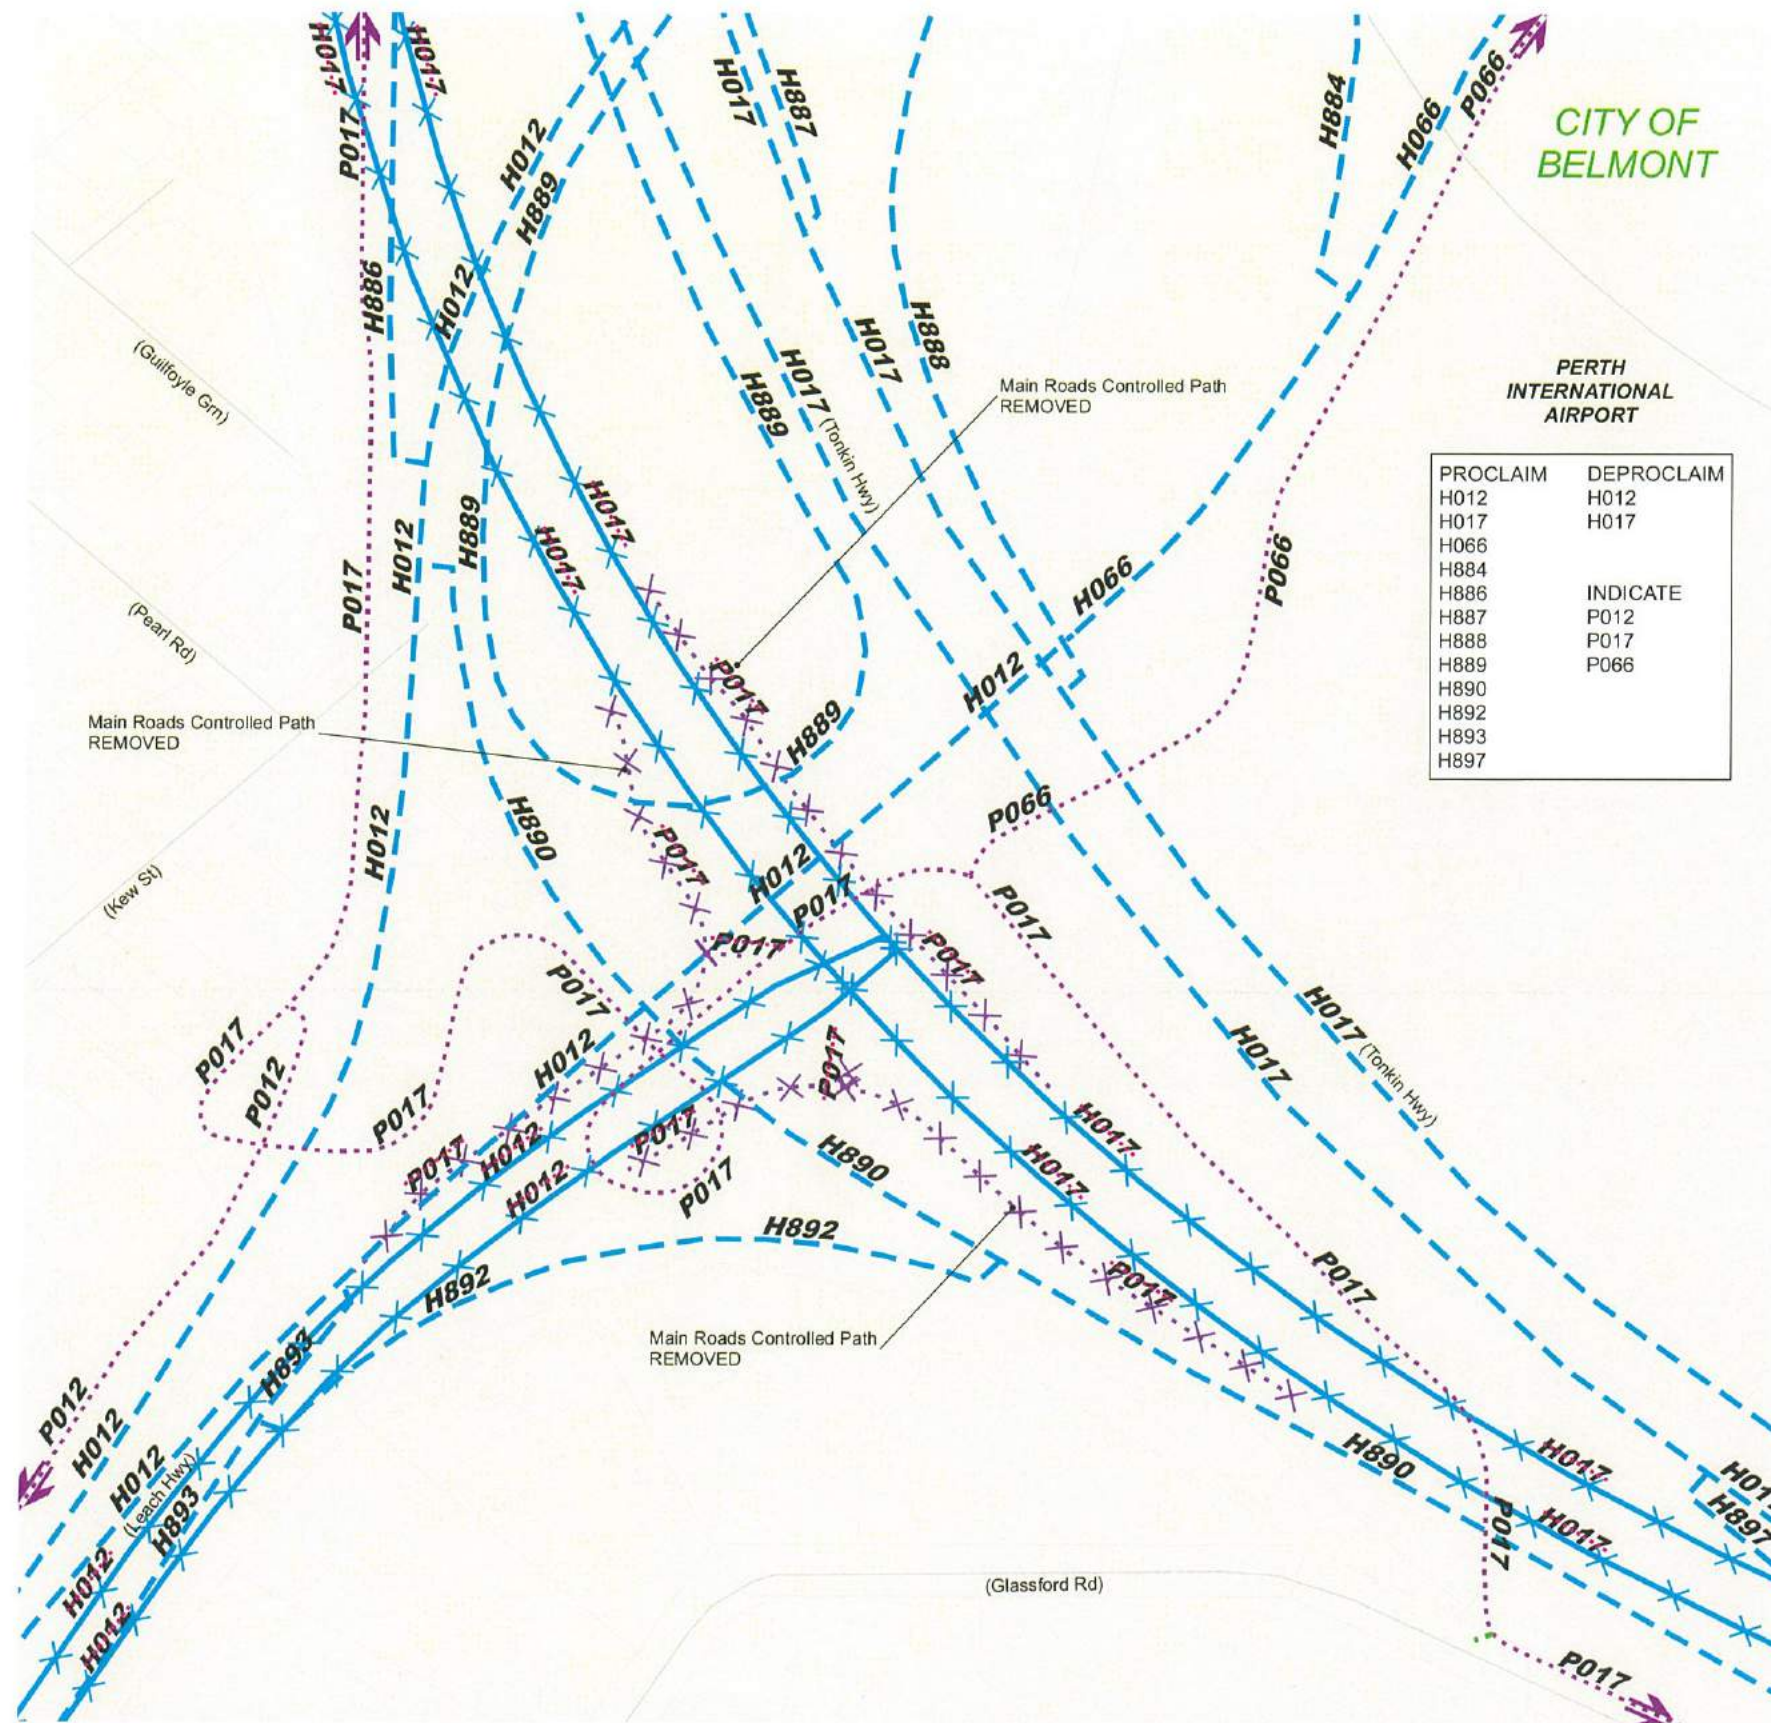 H017
H017
P017
H012
H889
H017
H887
H884
H066
P066
CITY OF
BELMONT
H886
H012
H017
H888
(Guilfoyle Grn)
H889
H017
(Tonkin Hwy)
Main Roads Controlled Path
REMOVED
PERTH
INTERNATIONAL
AIRPORT
PROCLAIM DEPROCLAIM
H012 H012
H017 H017
H066
H884
H886 INDICATE
H887 P012
H888 P017
H889 P066
H890
H892
H893
H897
H017
H017
H889
H012
P017
H066
P066
(Pearl Rd)
H012
P017
H889
Main Roads Controlled Path
REMOVED
H890
H012
P017
P066
(Kew St)
H012
P017
P017
P017
P017
P017
P017
H012
P012
P017
P017
H012
H012
P017
P017
P017
H890
H892
H892
H017
H017
H017
H017
(Tonkin Hwy)
P017
P017
Main Roads Controlled Path
REMOVED
H893
P012
H012
H012
(Leach Hwy)
H893
H012
H012
H890
H017
H017
P017
H897
(Glassford Rd)
P017